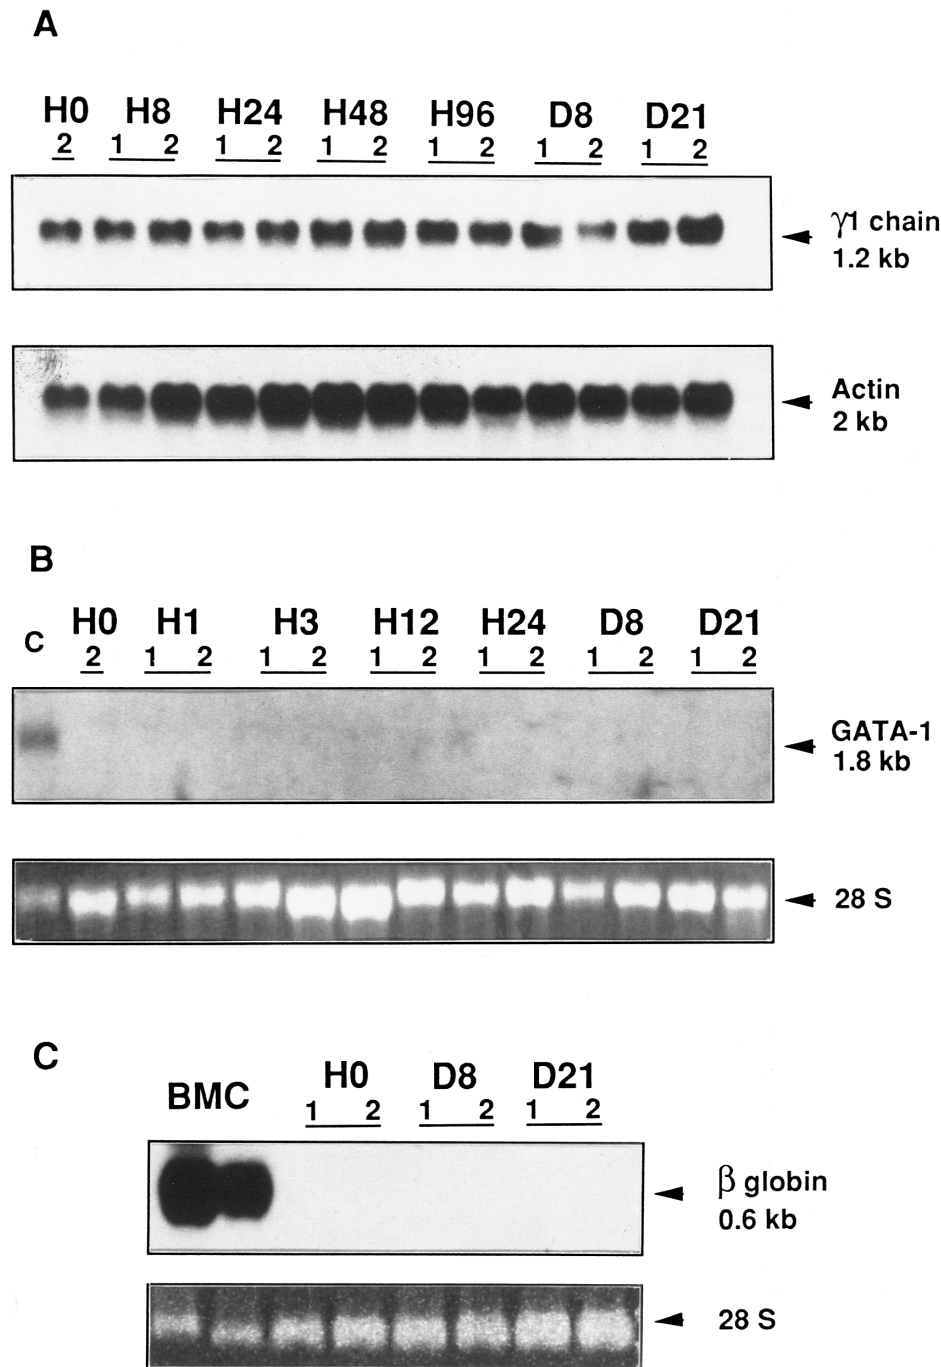 A
H0 H8 H24 H48 H96 D8 D21
2 1 2 1 2 1 2 1 2 1 2 1 2
γ1 chain
1.2 kb
Actin
2 kb
B
C H0 H1 H3 H12 H24 D8 D21
2 1 2 1 2 1 2 1 2 1 2 1 2
GATA-1
1.8 kb
28 S
C
BMC H0 D8 D21
1 2 1 2 1 2
β globin
0.6 kb
28 S